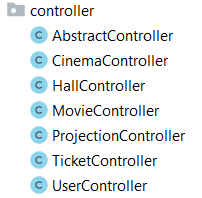 controller
AbstractController
CinemaController
HallController
MovieController
ProjectionController
TicketController
UserController